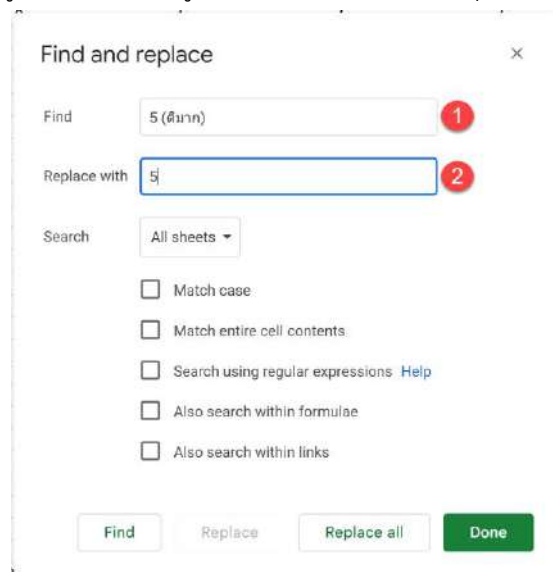 Find and replace
×
Find 5 (ดีมาก) 1
Replace with 5 2
Search All sheets
Match case
Match entire cell contents
Search using regular expressions Help
Also search within formulae
Also search within links
Find Replace Replace all Done